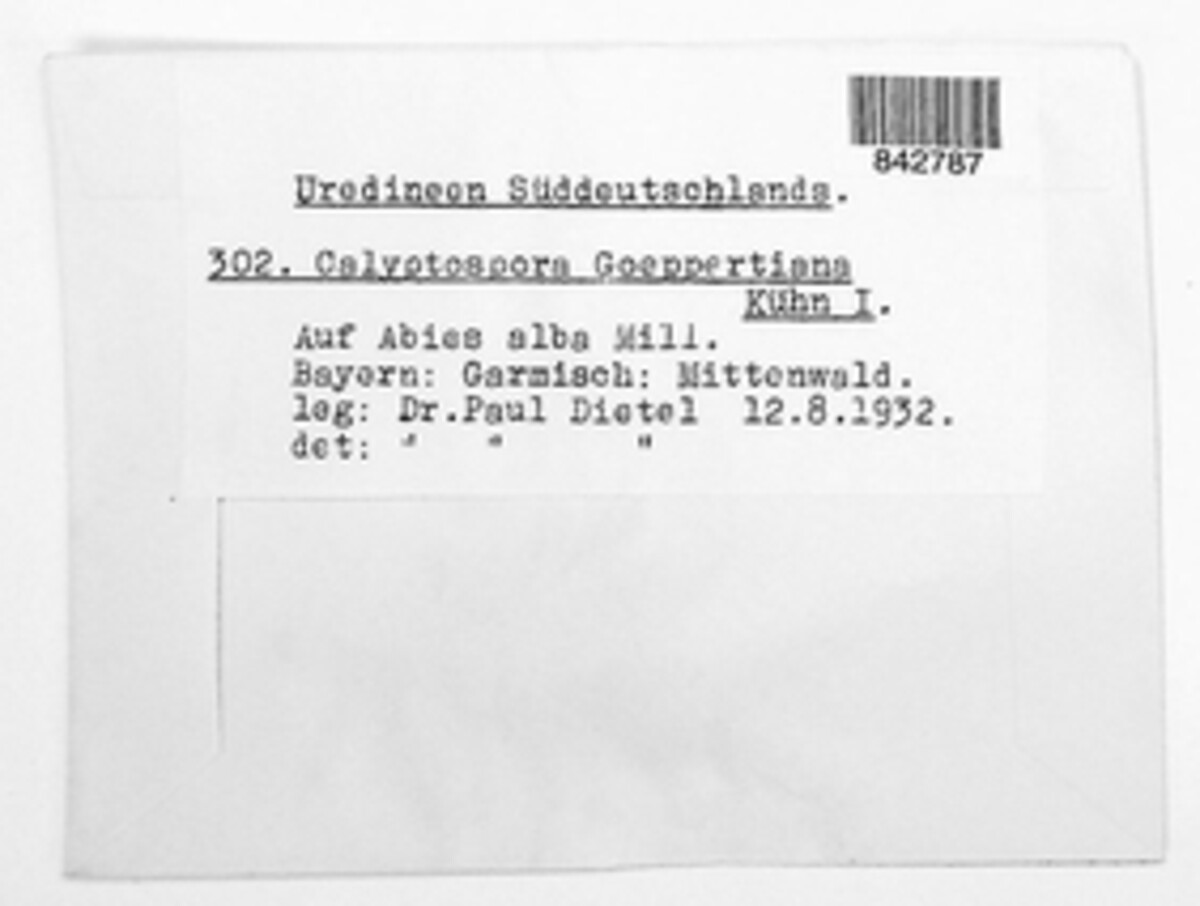 842787
Uredineen Süddeutschlands.
302. Calyptospora Goeppertiana
Kühn I.
Auf Abies alba Mill.
Bayern: Garmisch: Mittenwald.
leg: Dr.Paul Dietel 12.8.1932.
det: " " "